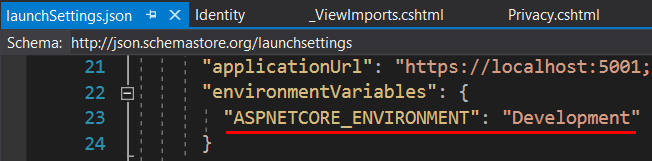 launchSettings.json Identity _ViewImports.cshtml Privacy.cshtml
Schema: http://json.schemastore.org/launchsettings
21 "applicationUrl": "https://localhost:5001;
22 "environmentVariables": {
23 "ASPNETCORE_ENVIRONMENT": "Development"
24 }